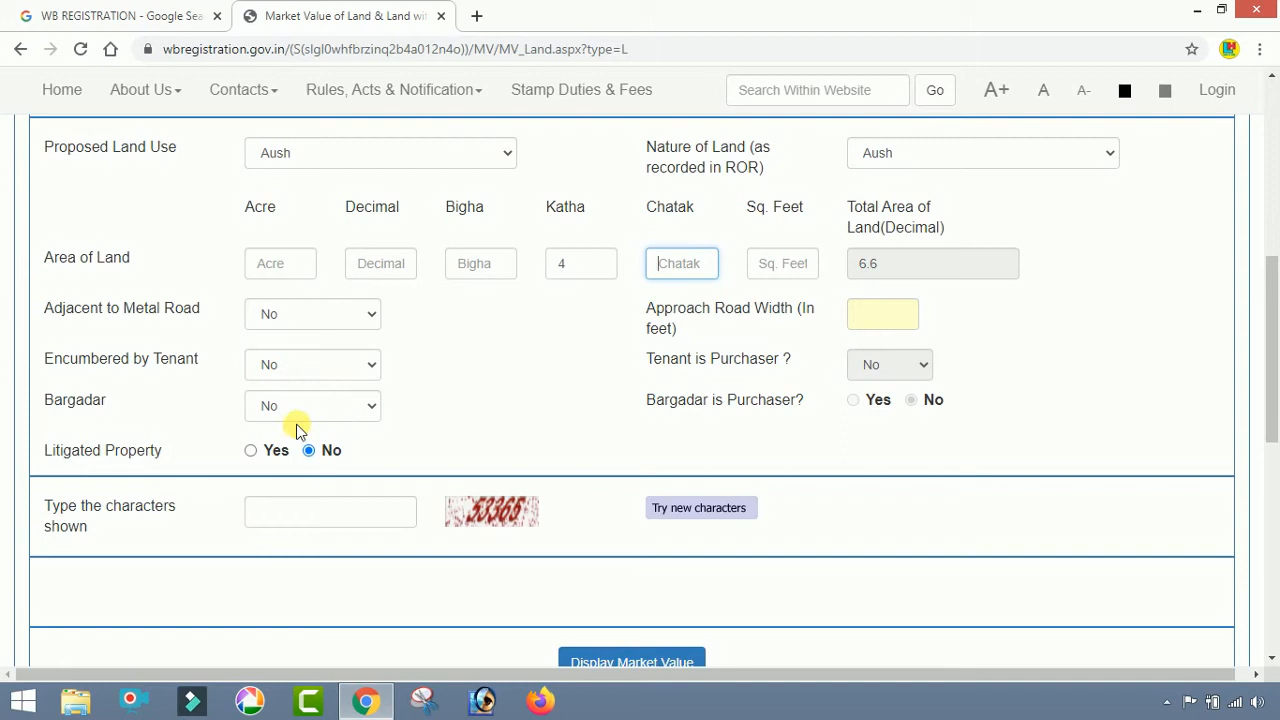 WB REGISTRATION - Google Sea
Market Value of Land & Land wit
wbregistration.gov.in/(S(slgl0whfbrzinq2b4a012n4o))/MV/MV_Land.aspx?type=L
Home About Us Contacts Rules, Acts & Notification Stamp Duties & Fees Search Within Website Go A+ A A- Login
Proposed Land Use Aush Nature of Land (as recorded in ROR) Aush
Acre Decimal Bigha Katha Chatak Sq. Feet Total Area of Land(Decimal)
Area of Land Acre Decimal Bigha 4 Chatak Sq. Feet 6.6
Adjacent to Metal Road No Approach Road Width (In feet)
Encumbered by Tenant No Tenant is Purchaser ? No
Bargadar No Bargadar is Purchaser? Yes No
Litigated Property Yes No
Type the characters shown 53365 Try new characters
Display Market Value